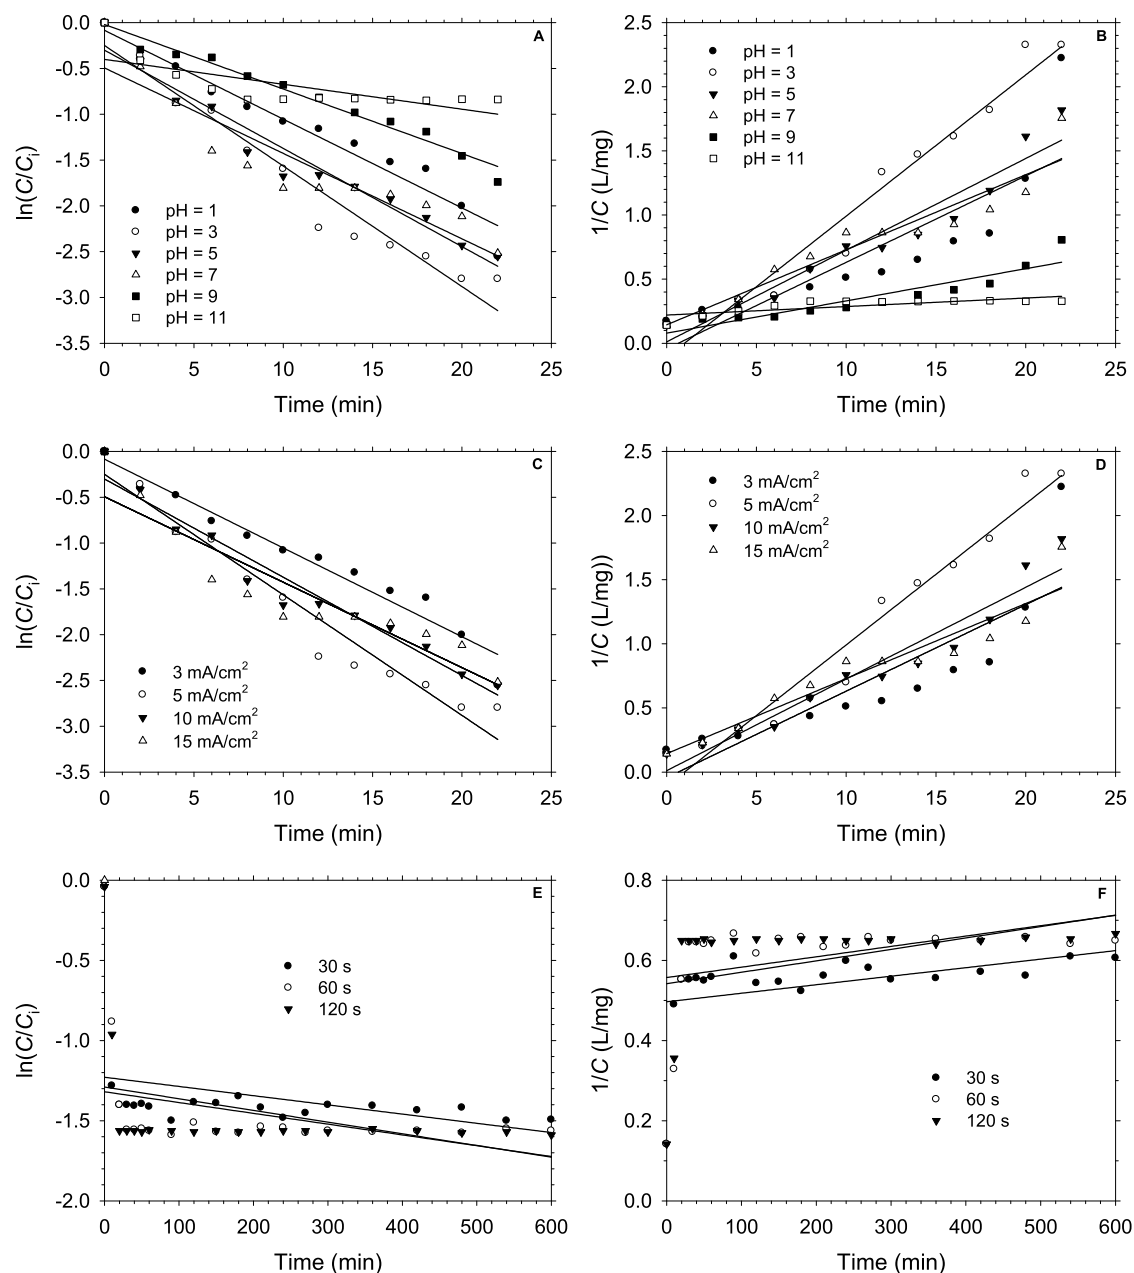 A
0.0
-0.5
-1.0
-1.5
-2.0
-2.5
-3.0
-3.5
ln(C/Ci)
pH = 1
pH = 3
pH = 5
pH = 7
pH = 9
pH = 11
0 5 10 15 20 25
Time (min)
B
2.5
2.0
1.5
1.0
0.5
0.0
1/C (L/mg)
pH = 1
pH = 3
pH = 5
pH = 7
pH = 9
pH = 11
0 5 10 15 20 25
Time (min)
C
0.0
-0.5
-1.0
-1.5
-2.0
-2.5
-3.0
-3.5
ln(C/Ci)
3 mA/cm2
5 mA/cm2
10 mA/cm2
15 mA/cm2
0 5 10 15 20 25
Time (min)
D
2.5
2.0
1.5
1.0
0.5
0.0
1/C (L/mg))
3 mA/cm2
5 mA/cm2
10 mA/cm2
15 mA/cm2
0 5 10 15 20 25
Time (min)
E
0.0
-0.5
-1.0
-1.5
-2.0
ln(C/Ci)
30 s
60 s
120 s
0 100 200 300 400 500 600
Time (min)
F
0.8
0.6
0.4
0.2
0.0
1/C (L/mg)
30 s
60 s
120 s
0 100 200 300 400 500 600
Time (min)